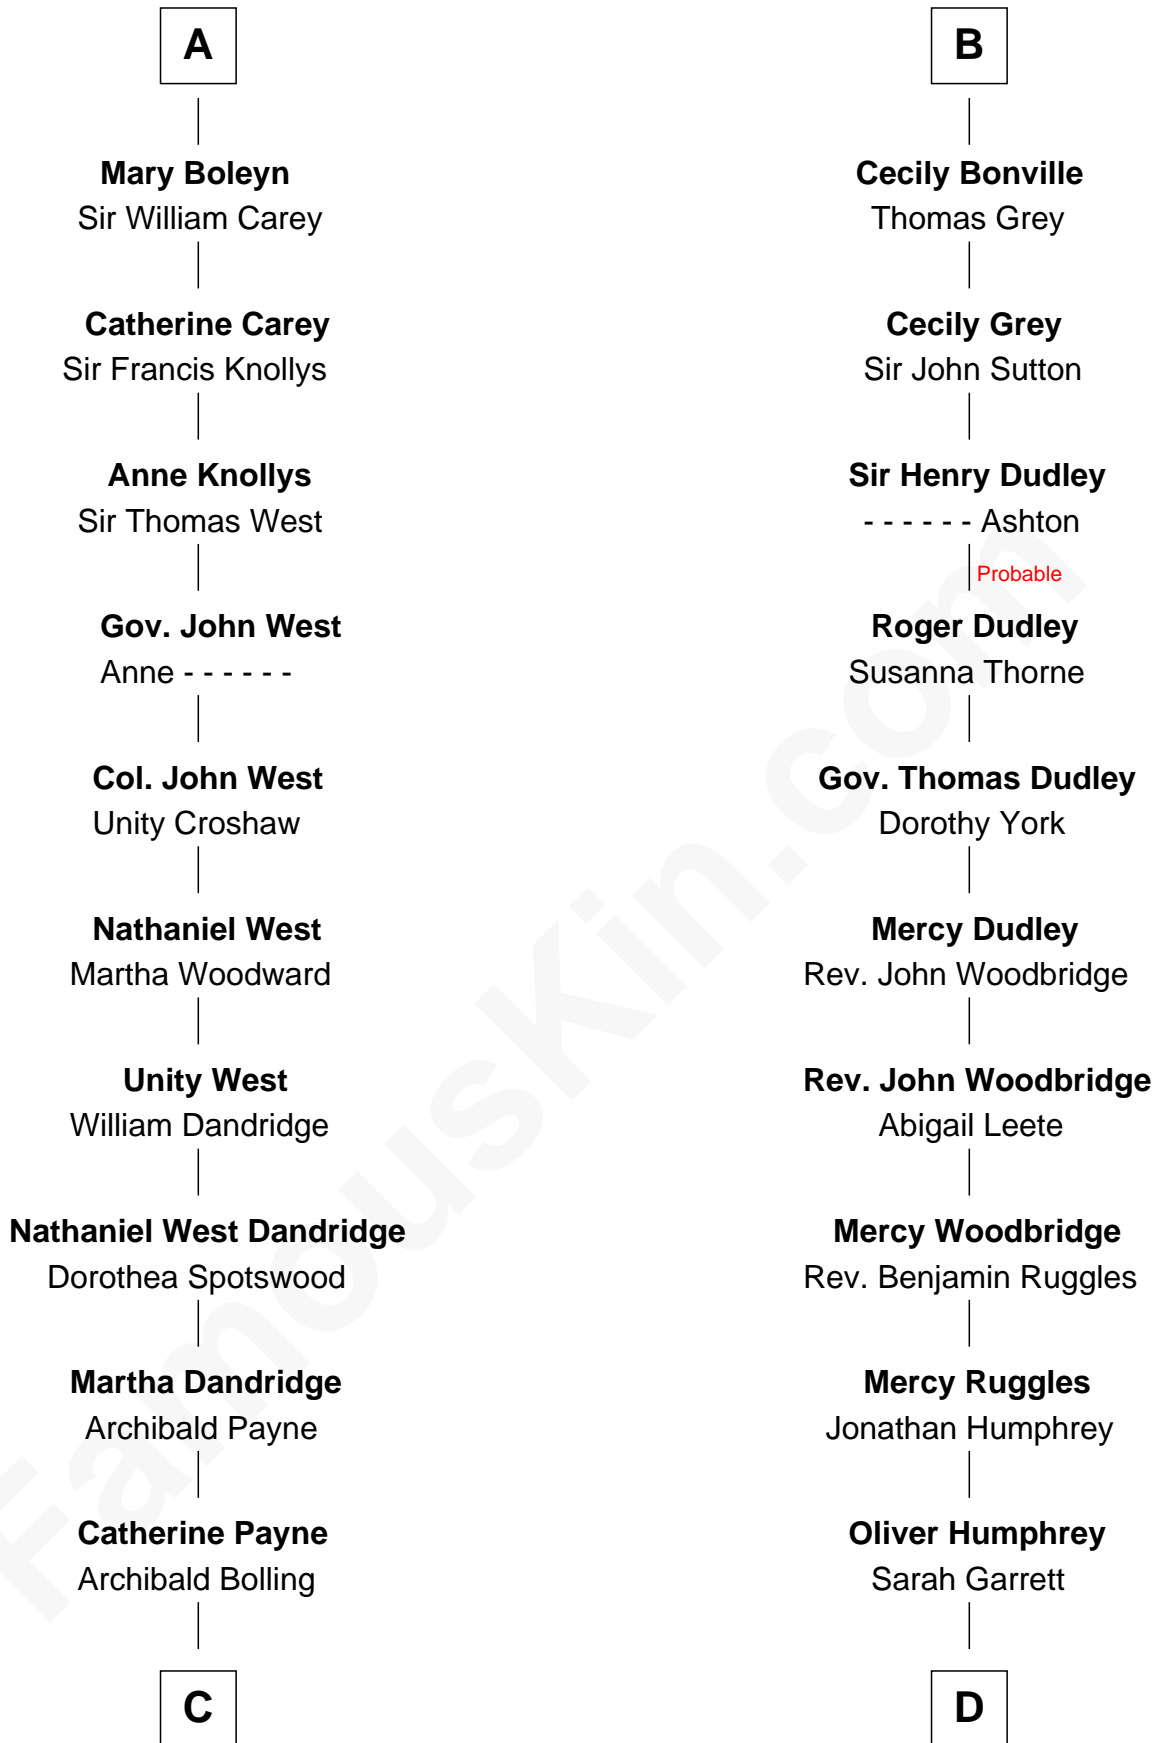 A
Mary Boleyn
Sir William Carey
Catherine Carey
Sir Francis Knollys
Anne Knollys
Sir Thomas West
Gov. John West
Anne - - - - - -
Col. John West
Unity Croshaw
Nathaniel West
Martha Woodward
Unity West
William Dandridge
Nathaniel West Dandridge
Dorothea Spotswood
Martha Dandridge
Archibald Payne
Catherine Payne
Archibald Bolling
C
B
Cecily Bonville
Thomas Grey
Cecily Grey
Sir John Sutton
Sir Henry Dudley
- - - - - - Ashton
Probable
Roger Dudley
Susanna Thorne
Gov. Thomas Dudley
Dorothy York
Mercy Dudley
Rev. John Woodbridge
Rev. John Woodbridge
Abigail Leete
Mercy Woodbridge
Rev. Benjamin Ruggles
Mercy Ruggles
Jonathan Humphrey
Oliver Humphrey
Sarah Garrett
D
FamousKin.com